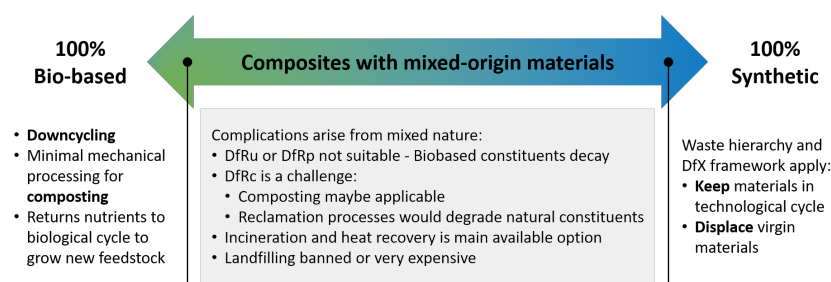 100%
Bio-based
Composites with mixed-origin materials
100%
Synthetic
• Downcycling
• Minimal mechanical
processing for
composting
• Returns nutrients to
biological cycle to
grow new feedstock
Complications arise from mixed nature:
• DfRu or DfRp not suitable - Biobased constituents decay
• DfRc is a challenge:
• Composting maybe applicable
• Reclamation processes would degrade natural constituents
• Incineration and heat recovery is main available option
• Landfilling banned or very expensive
Waste hierarchy and
DfX framework apply:
• Keep materials in
technological cycle
• Displace virgin
materials